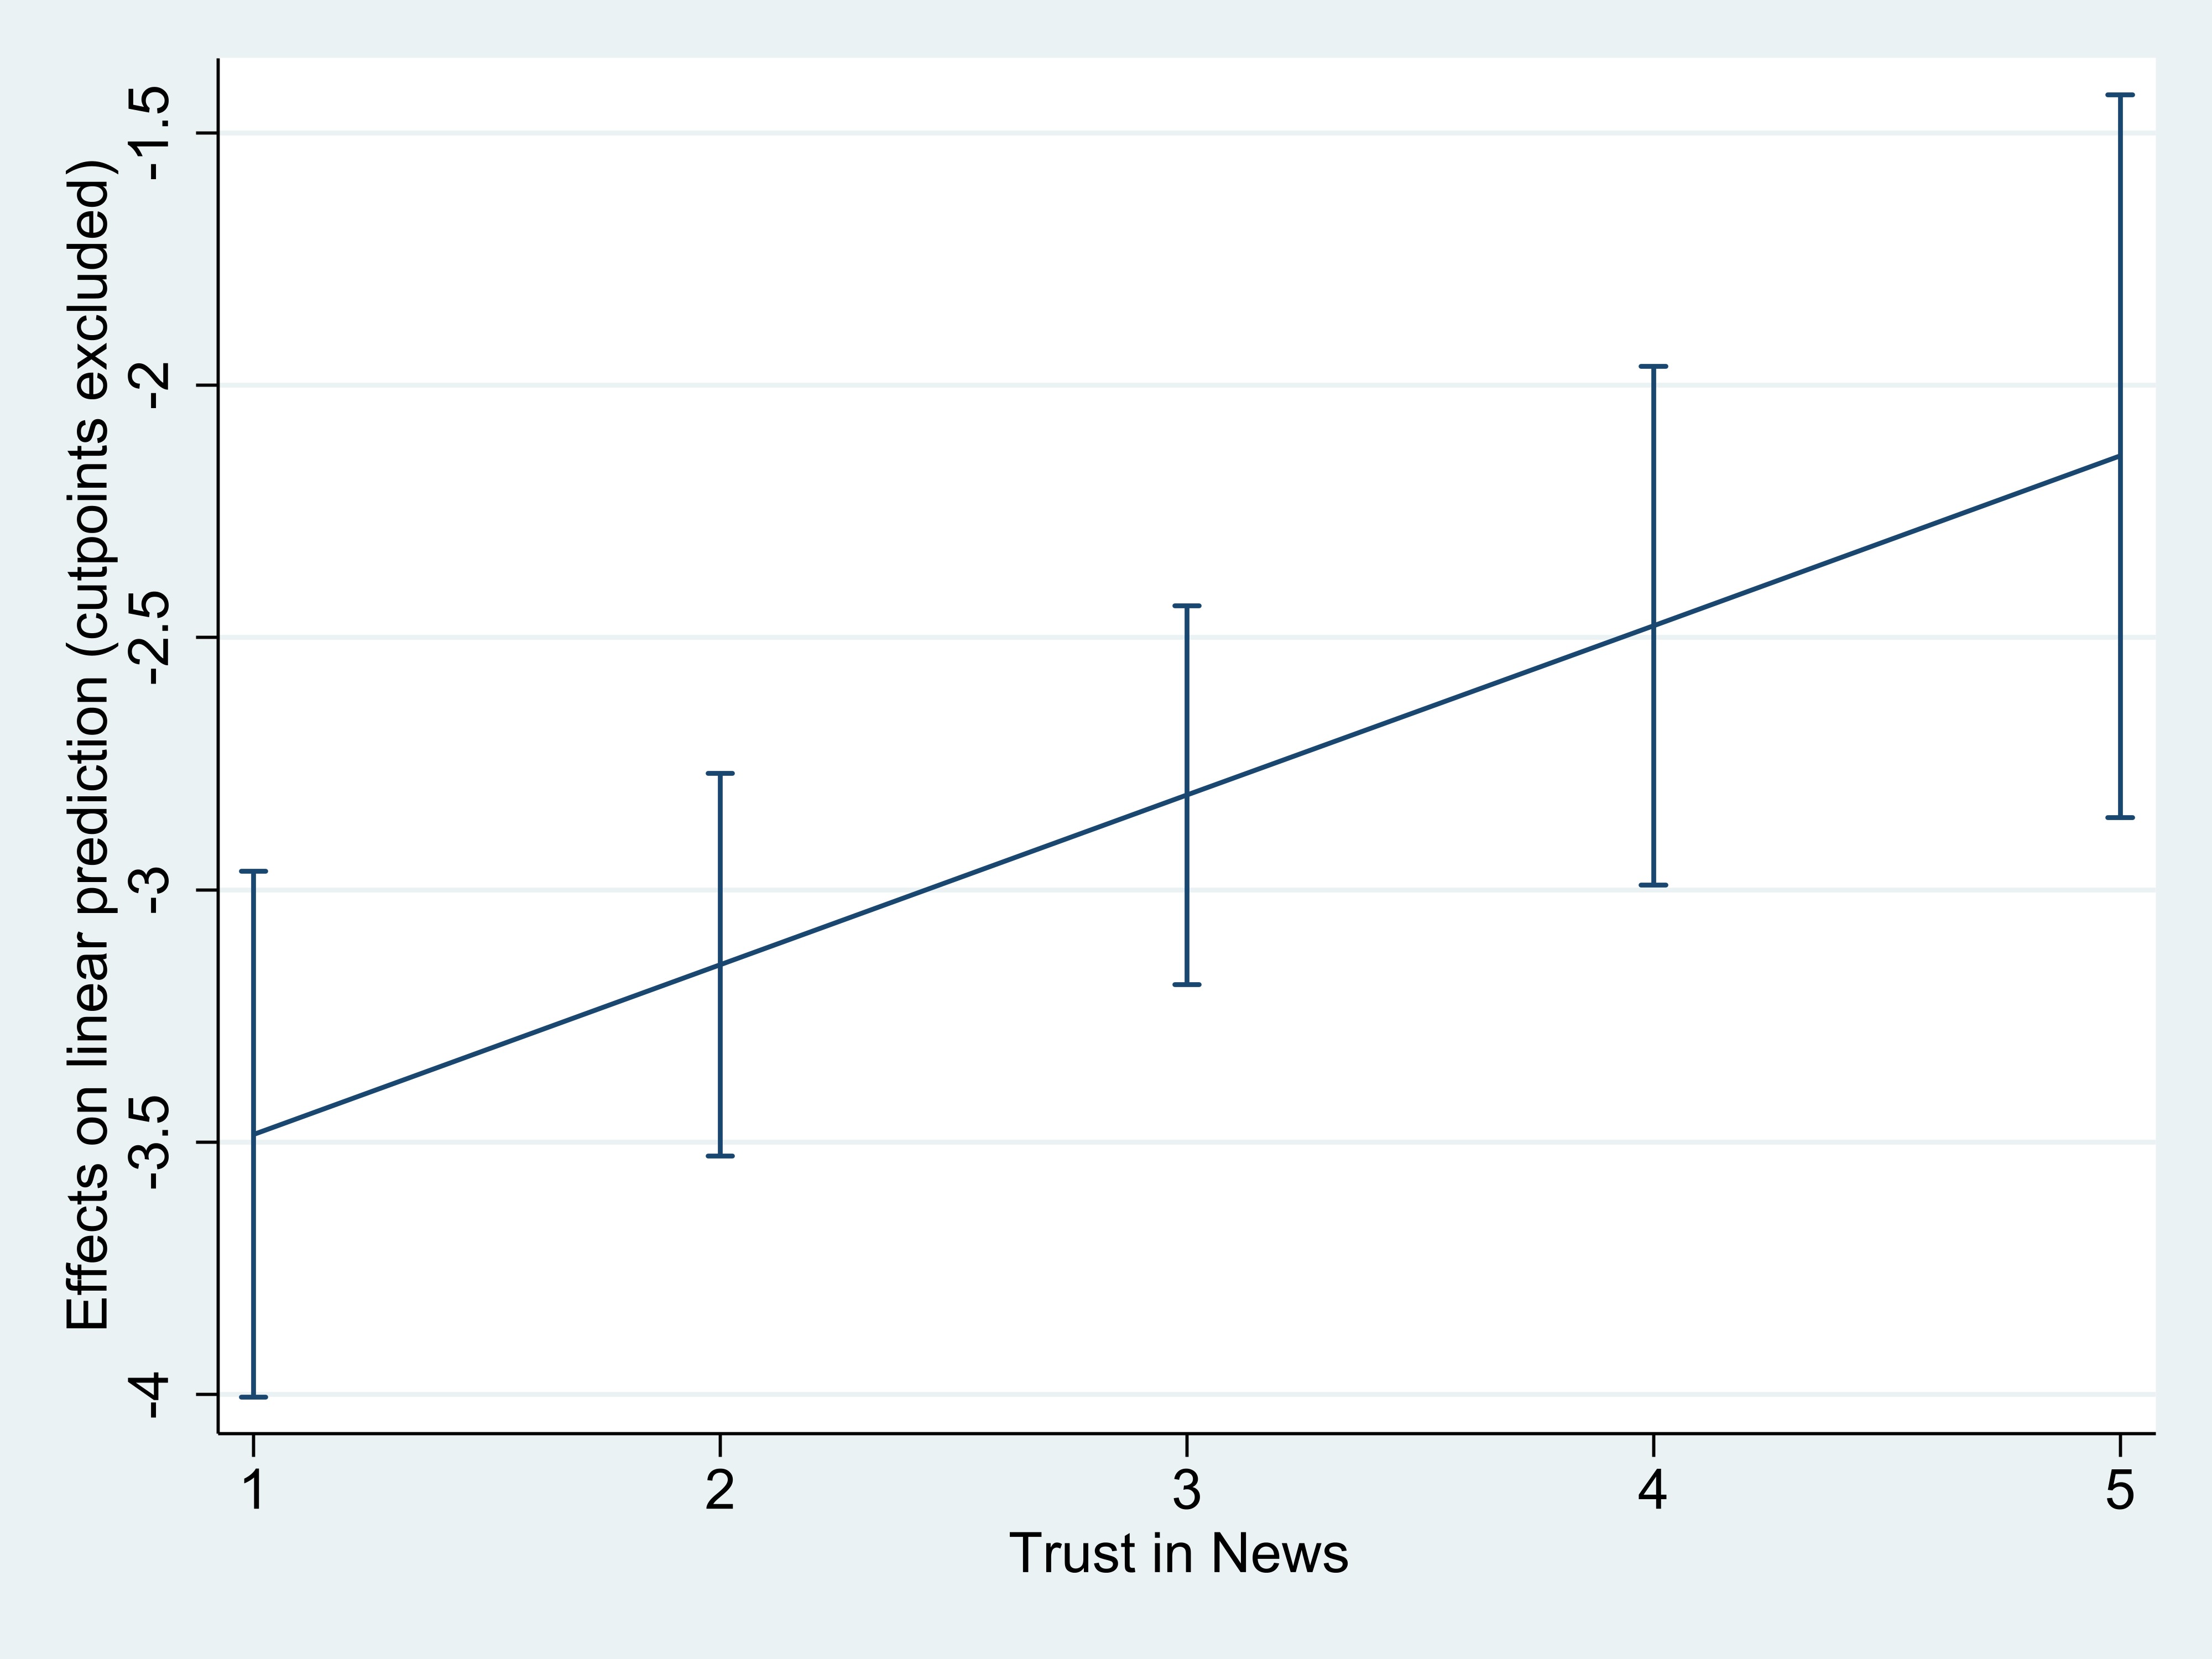 Effects on linear prediction (cutpoints excluded)
-1.5
-2
-2.5
-3
-3.5
-4
1 2 3 4 5
Trust in News